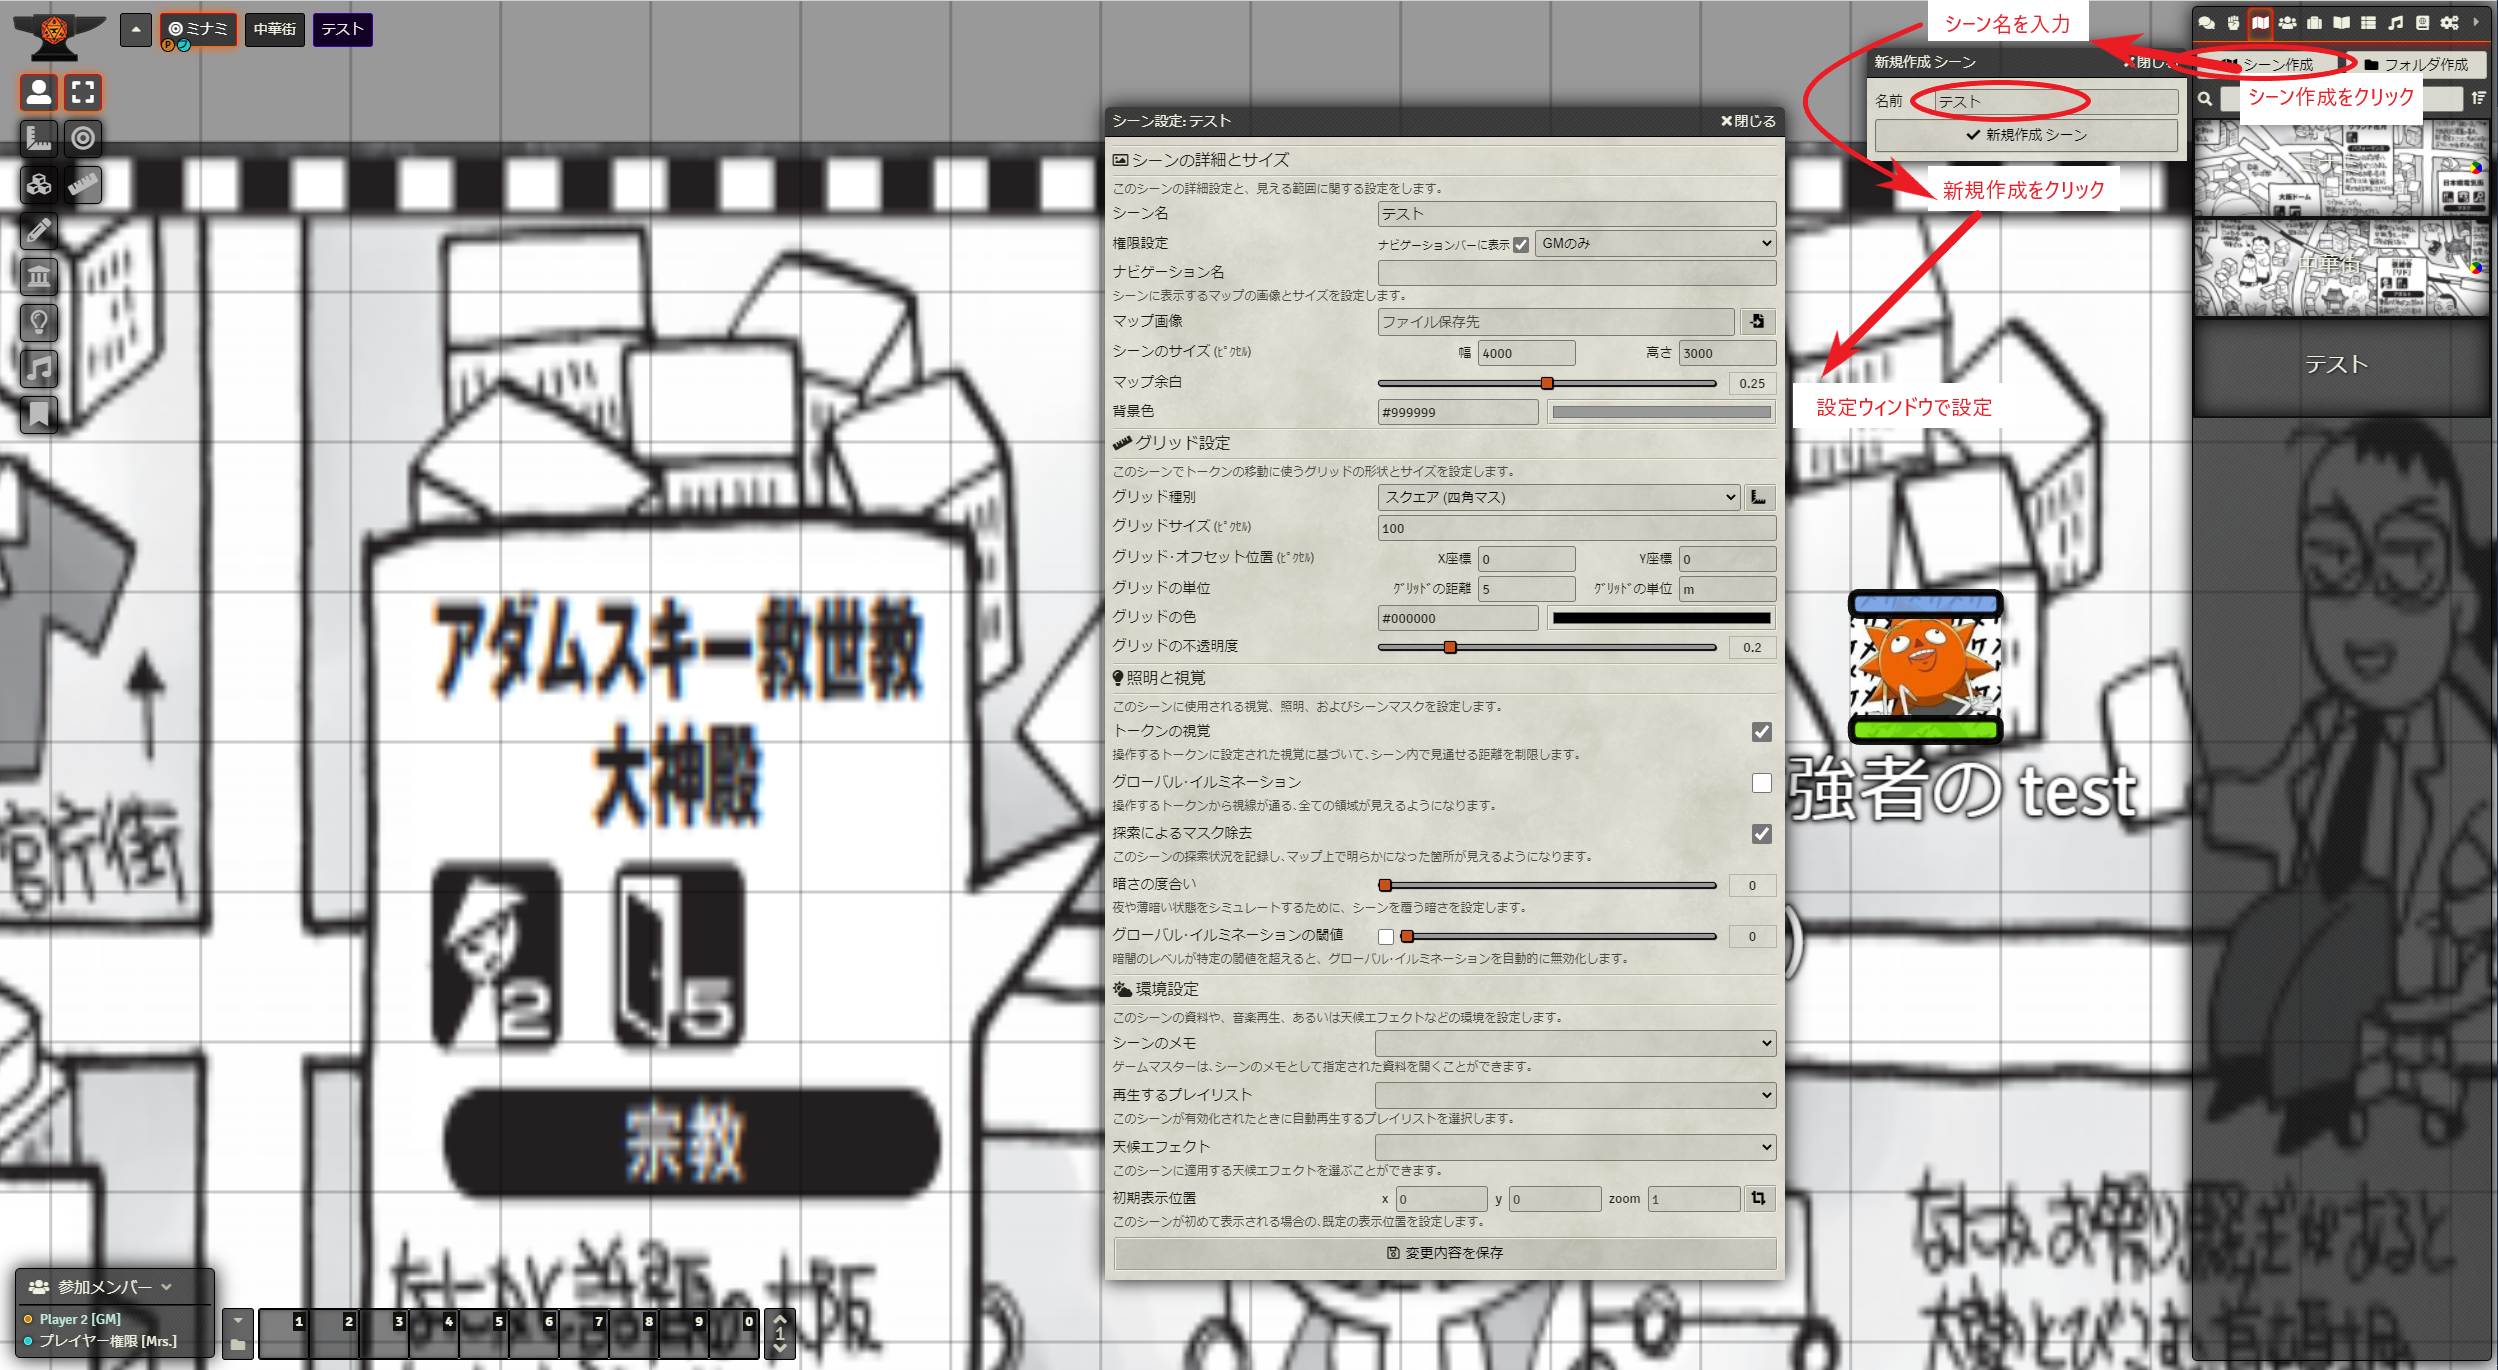 ミナミ
中華街
テスト
シーン名を入力
新規作成 シーン
名前
テスト
新規作成 シーン
新規作成をクリック
設定ウィンドウで設定
シーン作成
フォルダ作成
シーン作成をクリック
大阪ドーム
日本橋電気街
中華街
テスト
シーン設定: テスト
閉じる
シーンの詳細とサイズ
このシーンの詳細設定と、見える範囲に関する設定をします。
シーン名
テスト
権限設定
ナビゲーションバーに表示
GMのみ
ナビゲーション名
シーンに表示するマップの画像とサイズを設定します。
マップ画像
ファイル保存先
シーンのサイズ (ﾋﾟｸｾﾙ)
幅 4000
高さ 3000
マップ余白
0.25
背景色
#999999
グリッド設定
このシーンでトークンの移動に使うグリッドの形状とサイズを設定します。
グリッド種別
スクエア (四角マス)
グリッドサイズ (ﾋﾟｸｾﾙ)
100
グリッド・オフセット位置 (ﾋﾟｸｾﾙ)
X座標 0
Y座標 0
グリッドの単位
ｸﾞﾘｯﾄﾞの距離 5
ｸﾞﾘｯﾄﾞの単位 m
グリッドの色
#000000
グリッドの不透明度
0.2
照明と視覚
このシーンに使用される視覚、照明、およびシーンマスクを設定します。
トークンの視覚
操作するトークンに設定された視覚に基づいて、シーン内で見通せる距離を制限します。
グローバル・イルミネーション
操作するトークンから視線が通る、全ての領域が見えるようになります。
探索によるマスク除去
このシーンの探索状況を記録し、マップ上で明らかになった箇所が見えるようになります。
暗さの度合い
0
夜や薄暗い状態をシミュレートするために、シーンを覆う暗さを設定します。
グローバル・イルミネーションの閾値
0
暗闇のレベルが特定の閾値を超えると、グローバル・イルミネーションを自動的に無効化します。
環境設定
このシーンの資料や、音楽再生、あるいは天候エフェクトなどの環境を設定します。
シーンのメモ
ゲームマスターは、シーンのメモとして指定された資料を開くことができます。
再生するプレイリスト
このシーンが有効化されたときに自動再生するプレイリストを選択します。
天候エフェクト
このシーンに適用する天候エフェクトを選ぶことができます。
初期表示位置
x 0 y 0 zoom 1
このシーンが初めて表示される場合の、既定の表示位置を設定します。
変更内容を保存
アダムスキー救世教
大神殿
2
5
宗教
強者の test
参加メンバー
Player 2 [GM]
プレイヤー権限 [Mrs.]
1 2 3 4 5 6 7 8 9 0
1